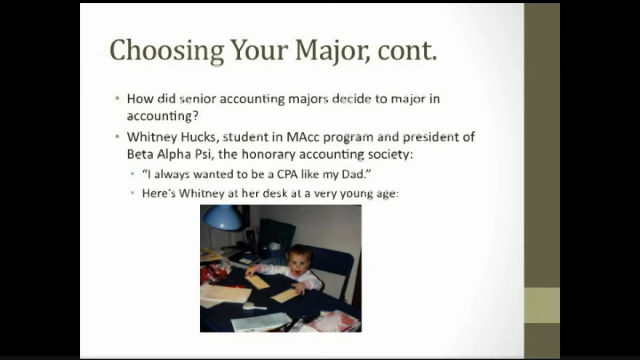 Choosing Your Major, cont.
• How did senior accounting majors decide to major in
accounting?
• Whitney Hucks, student in MAcc program and president of
Beta Alpha Psi, the honorary accounting society:
• "I always wanted to be a CPA like my Dad."
• Here's Whitney at her desk at a very young age: